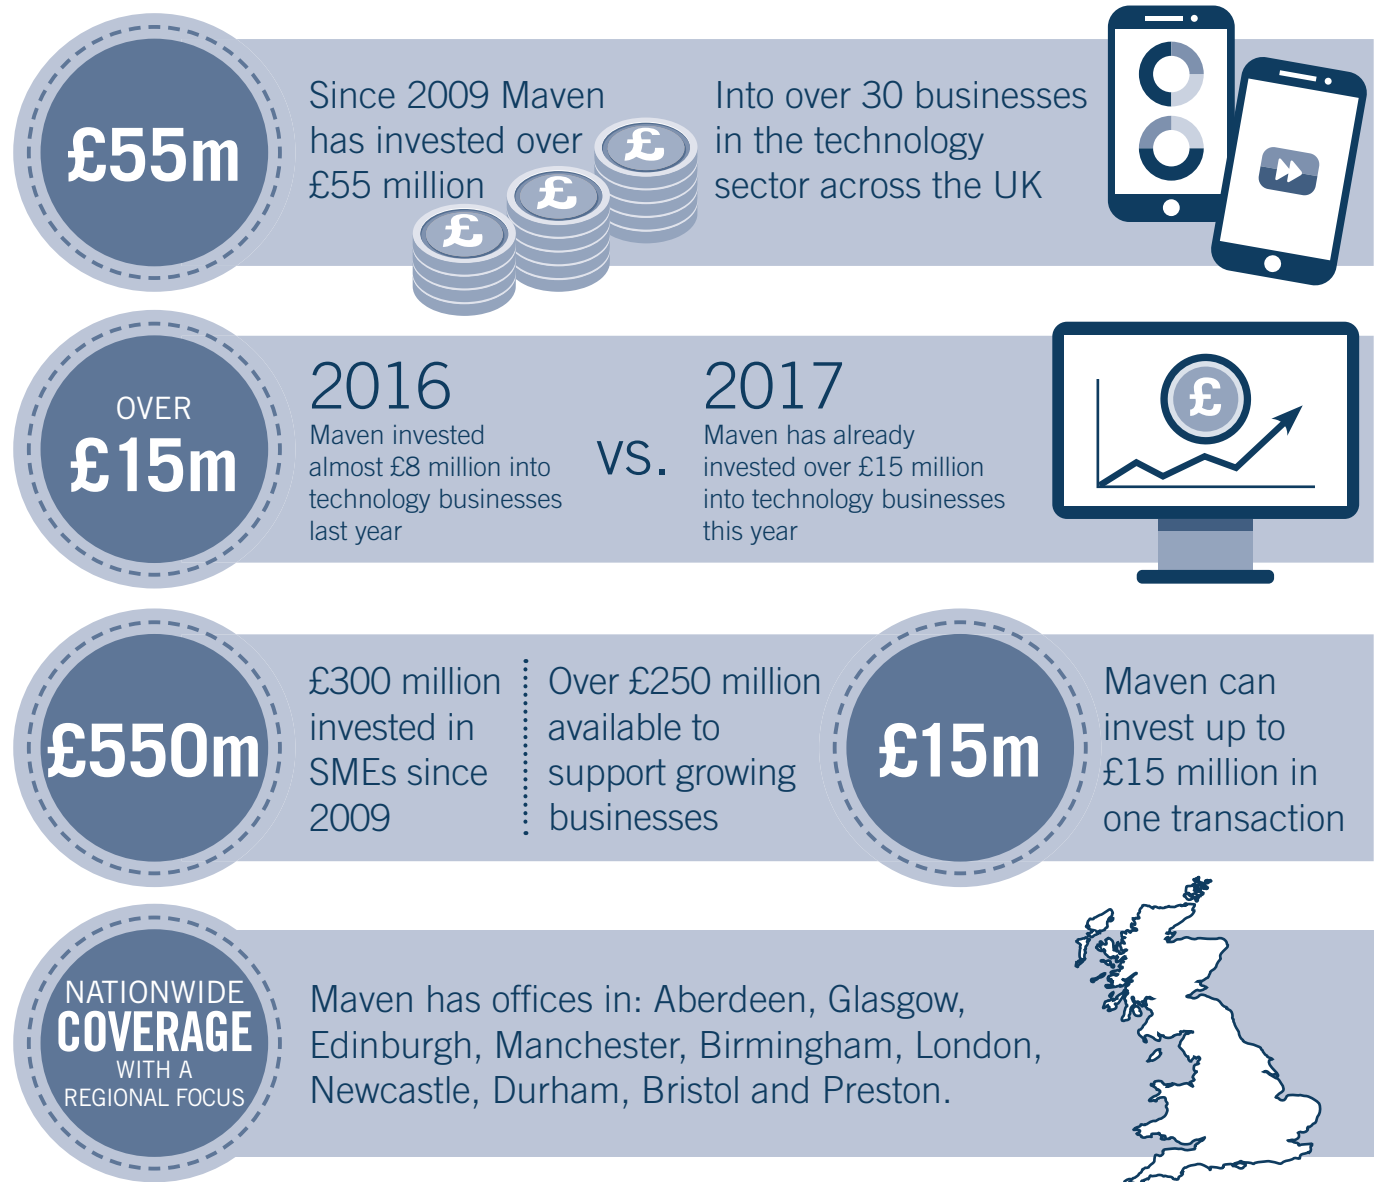 £55m
Since 2009 Maven
has invested over
£55 million
£
£
£
Into over 30 businesses
in the technology
sector across the UK
OVER
£15m
2016
Maven invested
almost £8 million into
technology businesses
last year
vs.
2017
Maven has already
invested over £15 million
into technology businesses
this year
£
£550m
£300 million
invested in
SMEs since
2009
Over £250 million
available to
support growing
businesses
£15m
Maven can
invest up to
£15 million in
one transaction
NATIONWIDE
COVERAGE
WITH A
REGIONAL FOCUS
Maven has offices in: Aberdeen, Glasgow,
Edinburgh, Manchester, Birmingham, London,
Newcastle, Durham, Bristol and Preston.